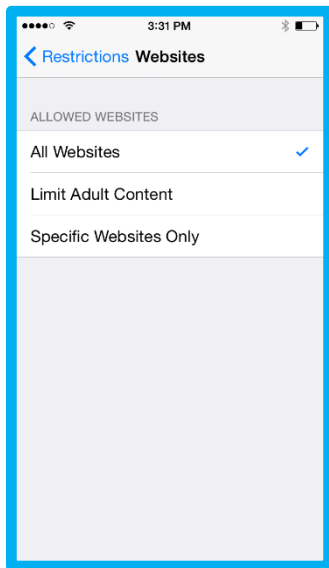 3:31 PM
Restrictions Websites
ALLOWED WEBSITES
All Websites
Limit Adult Content
Specific Websites Only